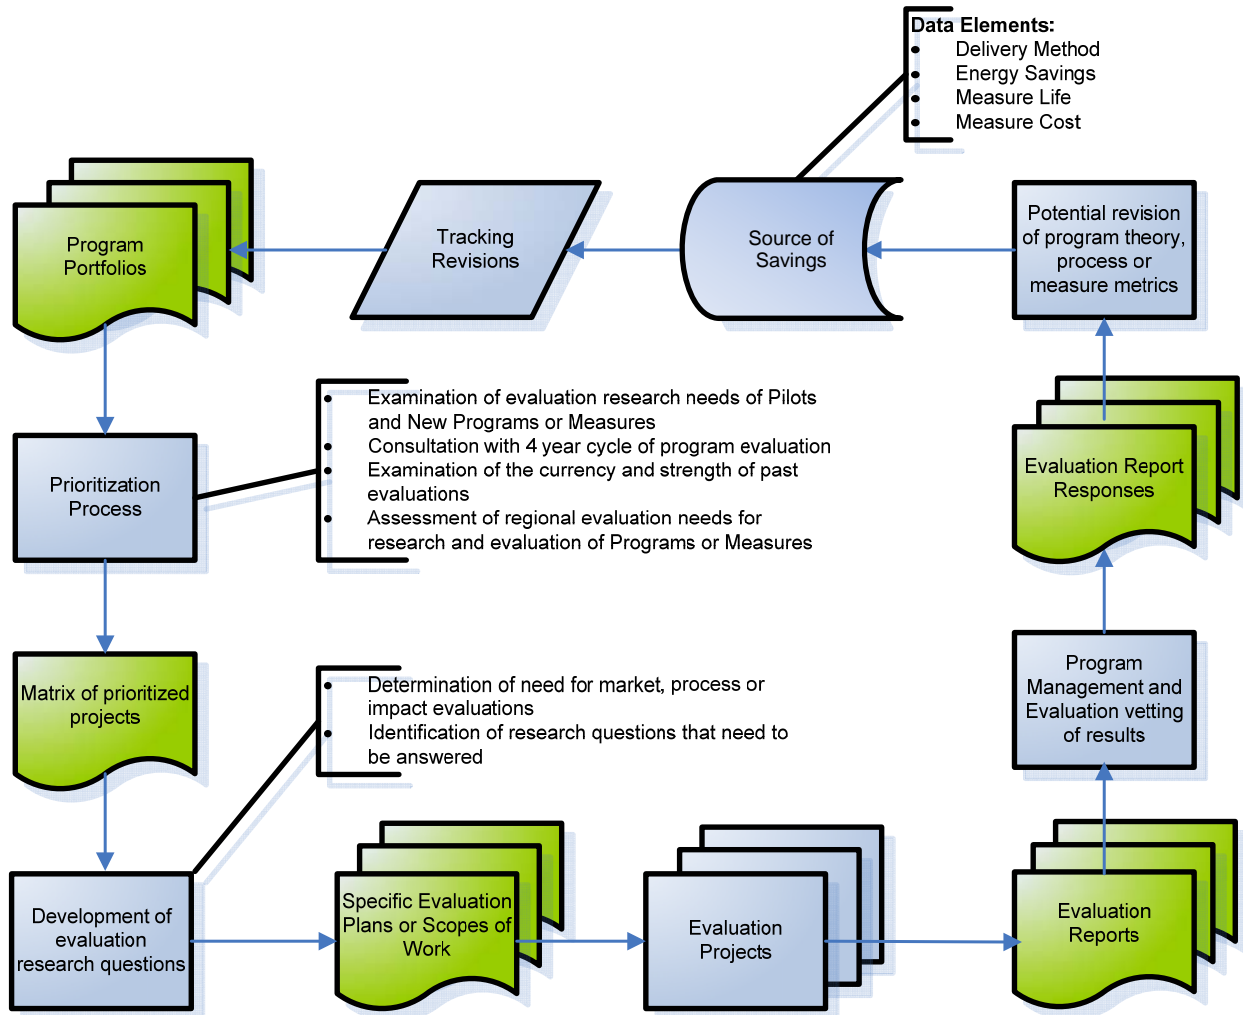 Data Elements:
• Delivery Method
• Energy Savings
• Measure Life
• Measure Cost
Program
Portfolios
Tracking
Revisions
Source of
Savings
Potential revision
of program theory,
process or
measure metrics
• Examination of evaluation research needs of Pilots
and New Programs or Measures
• Consultation with 4 year cycle of program evaluation
• Examination of the currency and strength of past
evaluations
• Assessment of regional evaluation needs for
research and evaluation of Programs or Measures
Prioritization
Process
Evaluation Report
Responses
Matrix of prioritized
projects
• Determination of need for market, process or
impact evaluations
• Identification of research questions that need to
be answered
Program
Management and
Evaluation vetting
of results
Development of
evaluation
research questions
Specific Evaluation
Plans or Scopes of
Work
Evaluation
Projects
Evaluation
Reports